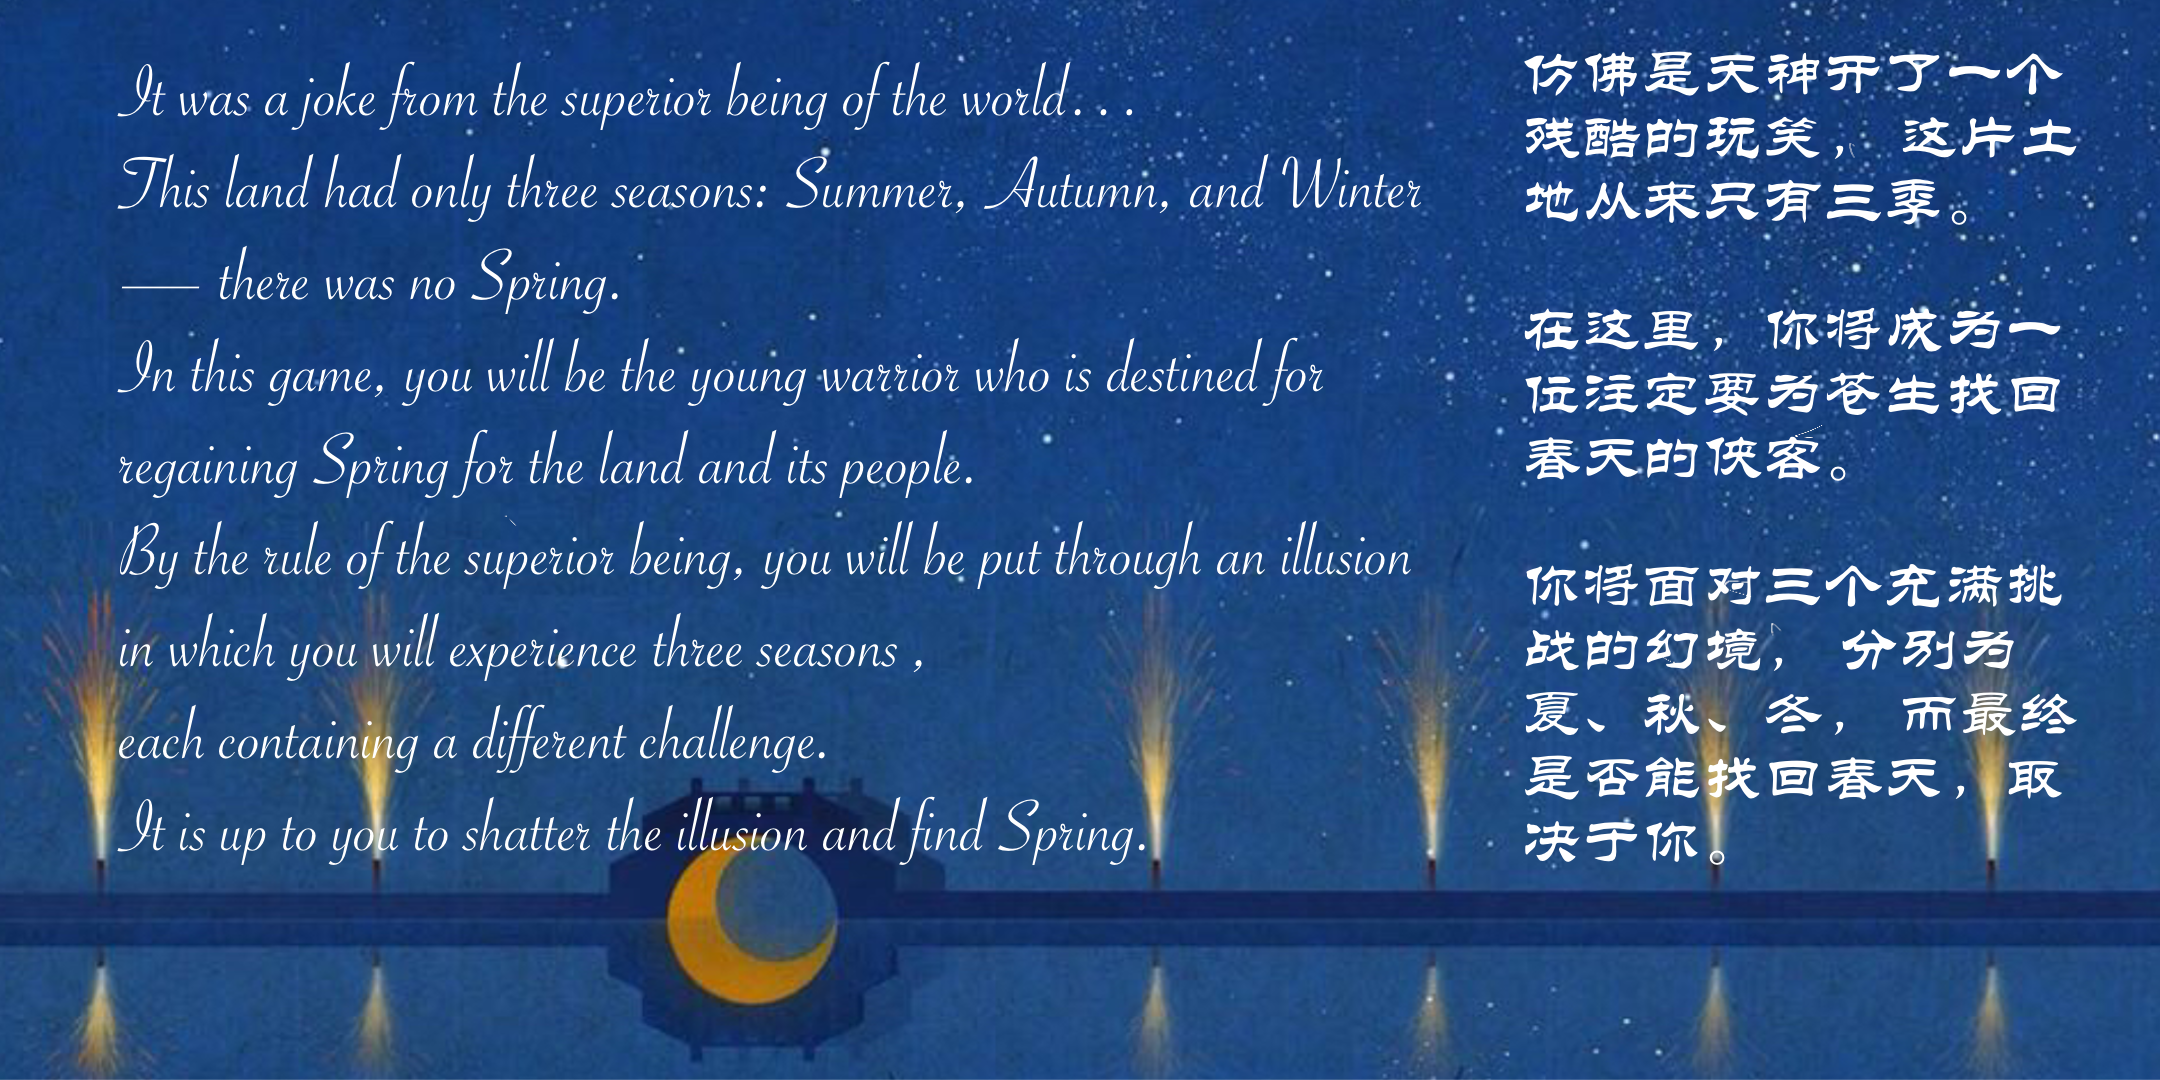 It was a joke from the superior being of the world...
This land had only three seasons: Summer, Autumn, and Winter
— there was no Spring.
In this game, you will be the young warrior who is destined for
regaining Spring for the land and its people.
By the rule of the superior being, you will be put through an illusion
in which you will experience three seasons ,
each containing a different challenge.
It is up to you to shatter the illusion and find Spring.
仿佛是天神开了一个
残酷的玩笑， 这片土
地从来只有三季。
在这里，你将成为一
位注定要为苍生找回
春天的侠客。
你将面对三个充满挑
战的幻境， 分别为
夏、秋、冬， 而最终
是否能找回春天，取
决于你。